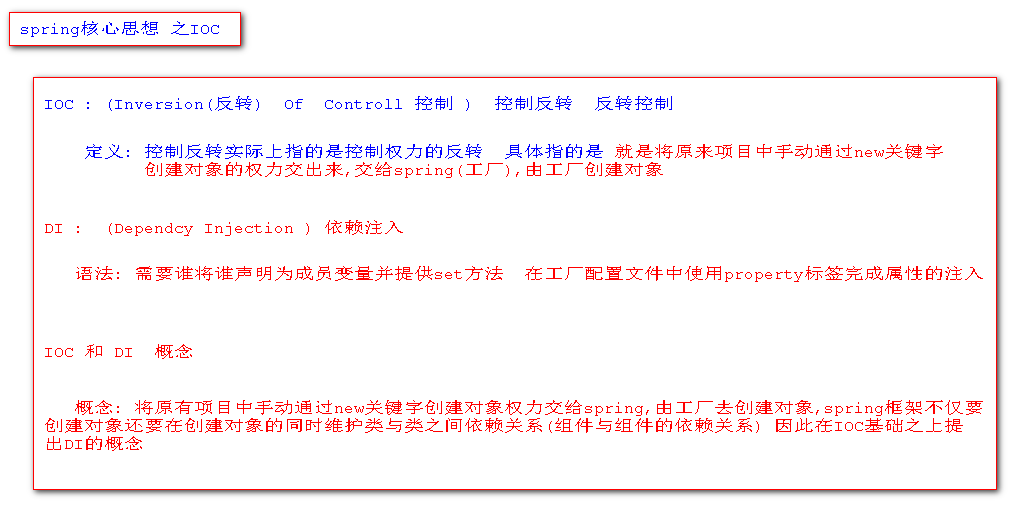 spring核心思想 之IOC
IOC : (Inversion(反转) Of Controll 控制 ) 控制反转 反转控制
定义: 控制反转实际上指的是控制权力的反转 具体指的是 就是将原来项目中手动通过new关键字
创建对象的权力交出来,交给spring(工厂),由工厂创建对象
DI : (Dependcy Injection ) 依赖注入
语法: 需要谁将谁声明为成员变量并提供set方法 在工厂配置文件中使用property标签完成属性的注入
IOC 和 DI 概念
概念: 将原有项目中手动通过new关键字创建对象权力交给spring,由工厂去创建对象,spring框架不仅要
创建对象还要在创建对象的同时维护类与类之间依赖关系(组件与组件的依赖关系) 因此在IOC基础之上提
出DI的概念